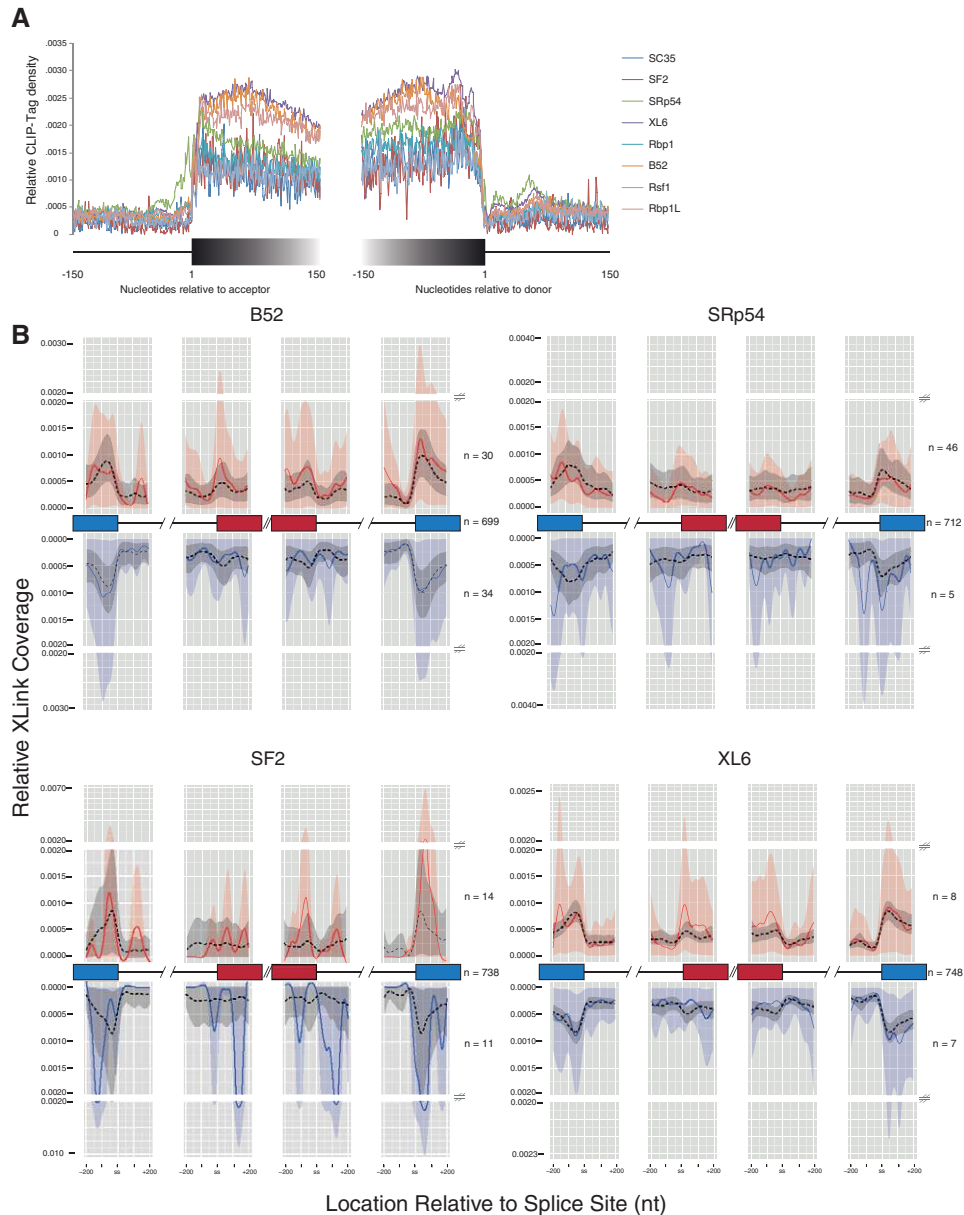 A
Relative CLIP-Tag density
.0035
.0030
.0025
.0020
.0015
.0010
.0005
0
SC35
SF2
SRp54
XL6
Rbp1
B52
Rsf1
Rbp1L
-150
1
150
-150
1
150
Nucleotides relative to acceptor
Nucleotides relative to donor
B
Relative XLink Coverage
B52
0.0030
0.0020
0.0020
0.0015
0.0010
0.0005
0.0000
n = 30
n = 699
0.0000
0.0005
0.0010
0.0015
0.0020
0.0020
0.0030
n = 34
SRp54
0.0040
0.0020
0.0020
0.0015
0.0010
0.0005
0.0000
n = 46
n = 712
0.0000
0.0005
0.0010
0.0015
0.0020
0.0020
0.0040
n = 5
SF2
0.0070
0.0020
0.0020
0.0015
0.0010
0.0005
0.0000
n = 14
n = 738
0.0000
0.0005
0.0010
0.0015
0.0020
0.0020
0.010
n = 11
−200 ss +200
−200 ss +200
−200 ss +200
−200 ss +200
XL6
0.0025
0.0020
0.0020
0.0015
0.0010
0.0005
0.0000
n = 8
n = 748
0.0000
0.0005
0.0010
0.0015
0.0020
0.0020
0.0023
n = 7
−200 ss +200
−200 ss +200
−200 ss +200
−200 ss +200
Location Relative to Splice Site (nt)